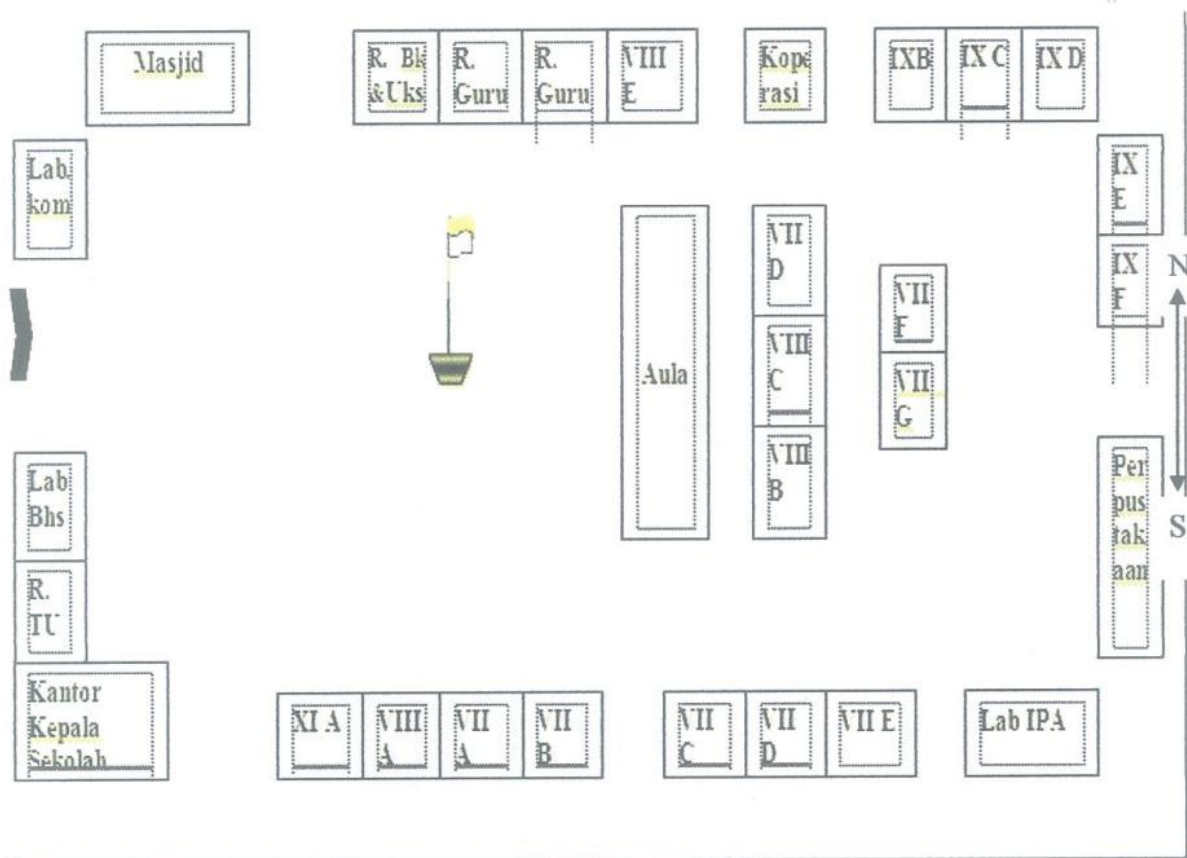 Masjid
R. Bk
&Uks
R.
Guru
R.
Guru
VIII
E
Kope
rasi
IXB
IX C
IX D
Lab.
kom
IX
E
IX
F
N
VII
D
VIII
C
VIII
B
VII
F
VII
G
Aula
Lab
Bhs
R.
TU
Kantor
Kepala
Sekolah
Per
pus
tak
aan
S
XI A
VIII
A
VII
A
VII
B
VII
C
VII
D
VII E
Lab IPA